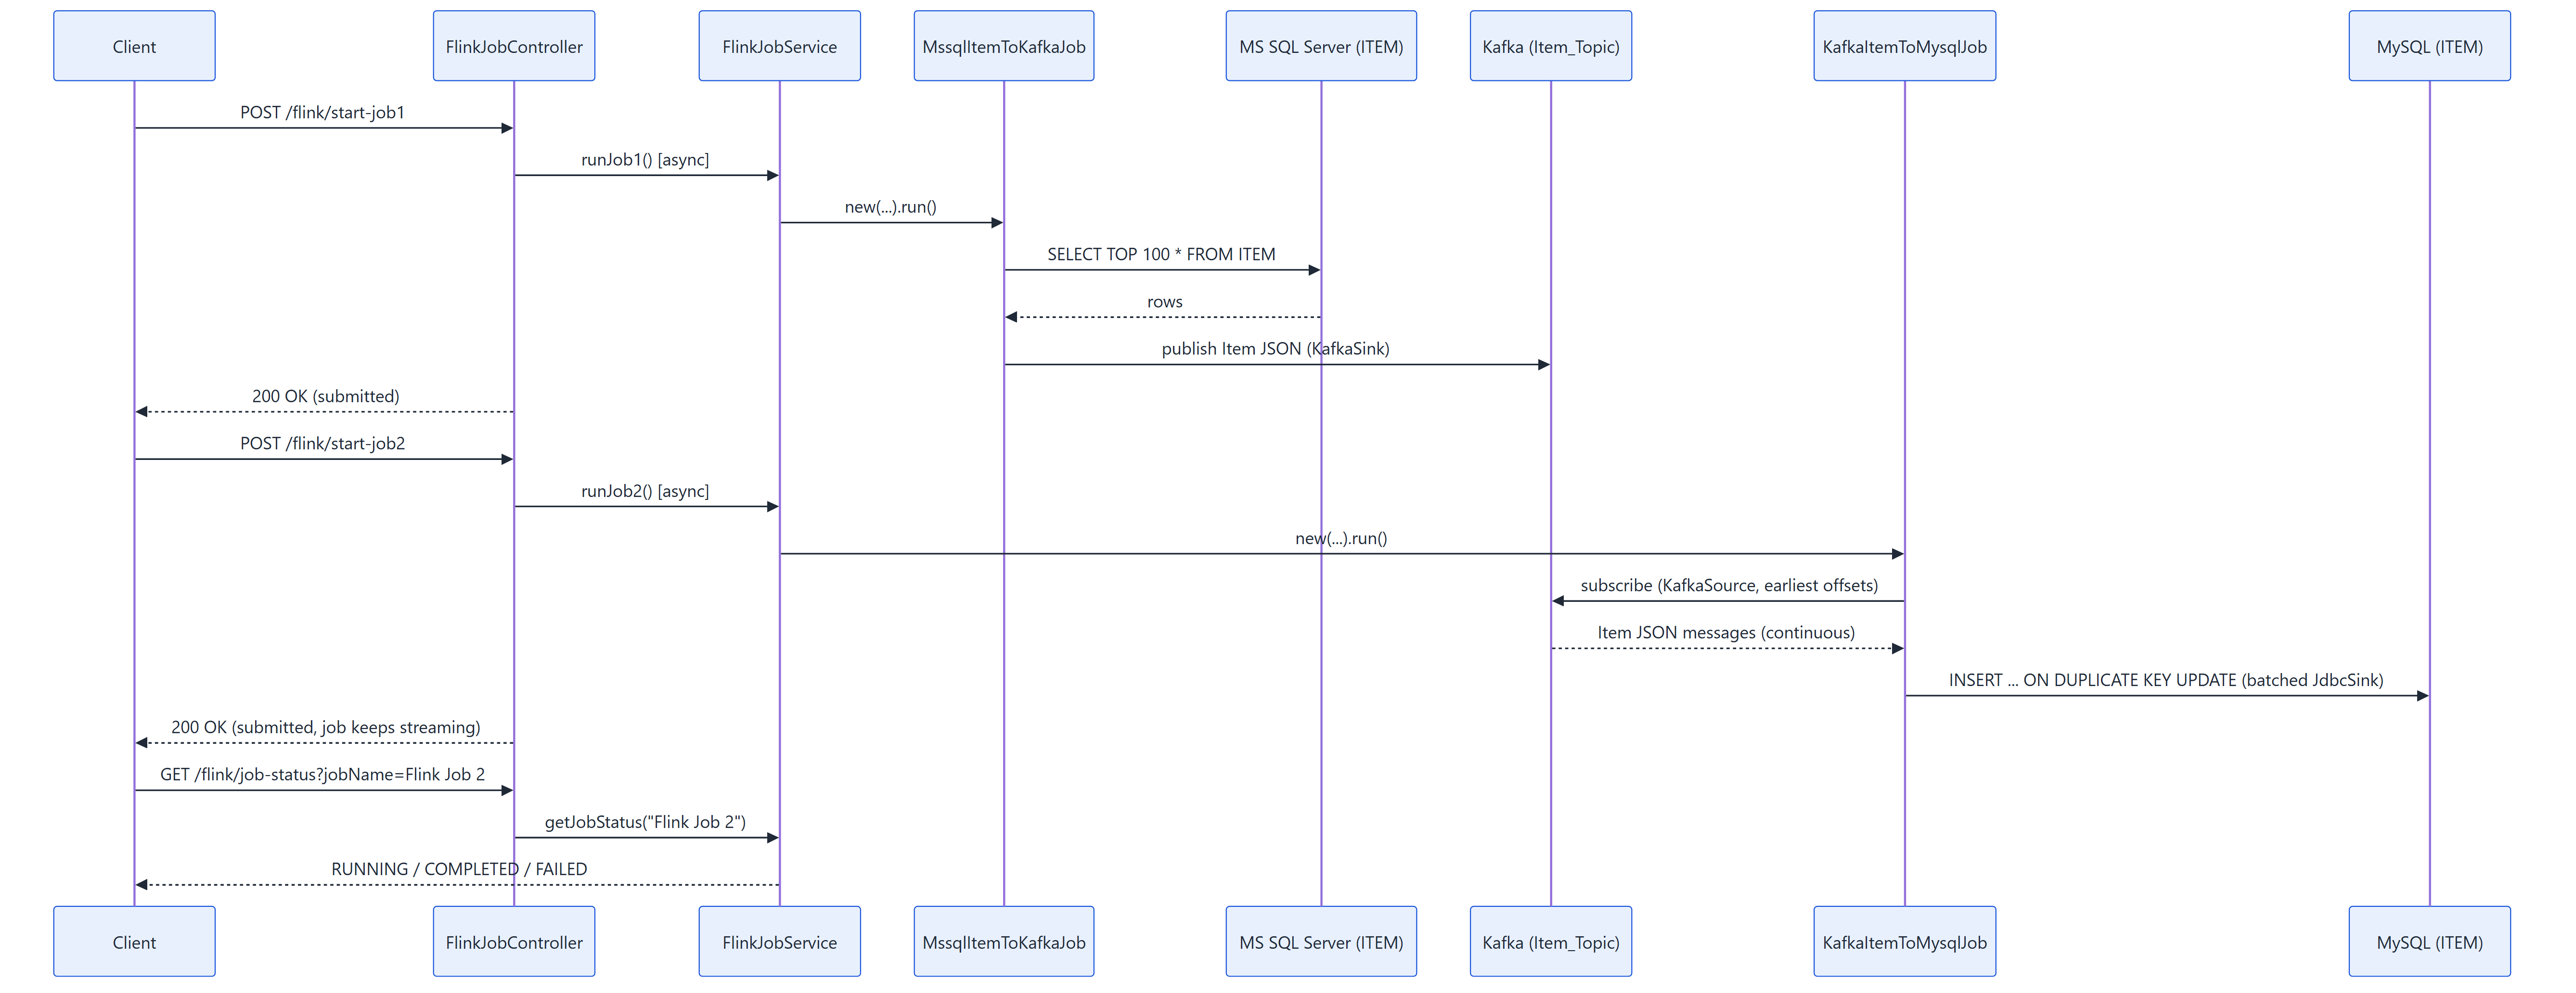 Client
FlinkJobController
FlinkJobService
MssqlItemToKafkaJob
MS SQL Server (ITEM)
Kafka (Item_Topic)
KafkaItemToMysqlJob
MySQL (ITEM)
POST /flink/start-job1
runJob1() [async]
new(...).run()
SELECT TOP 100 * FROM ITEM
rows
publish Item JSON (KafkaSink)
200 OK (submitted)
POST /flink/start-job2
runJob2() [async]
new(...).run()
subscribe (KafkaSource, earliest offsets)
Item JSON messages (continuous)
INSERT ... ON DUPLICATE KEY UPDATE (batched JdbcSink)
200 OK (submitted, job keeps streaming)
GET /flink/job-status?jobName=Flink Job 2
getJobStatus("Flink Job 2")
RUNNING / COMPLETED / FAILED
Client
FlinkJobController
FlinkJobService
MssqlItemToKafkaJob
MS SQL Server (ITEM)
Kafka (Item_Topic)
KafkaItemToMysqlJob
MySQL (ITEM)